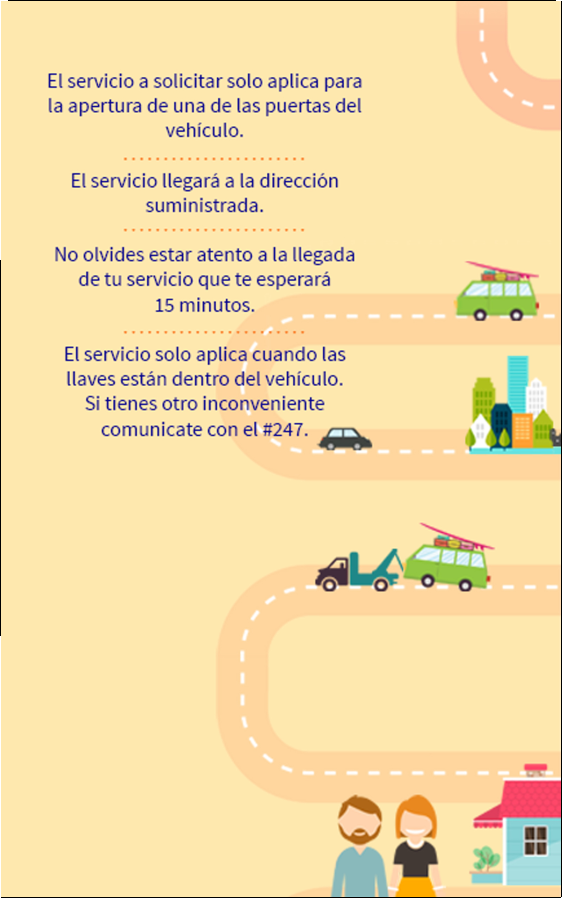 El servicio a solicitar solo aplica para
la apertura de una de las puertas del
vehículo.
El servicio llegará a la dirección
suministrada.
No olvides estar atento a la llegada
de tu servicio que te esperará
15 minutos.
El servicio solo aplica cuando las
llaves están dentro del vehículo.
Si tienes otro inconveniente
comunicate con el #247.